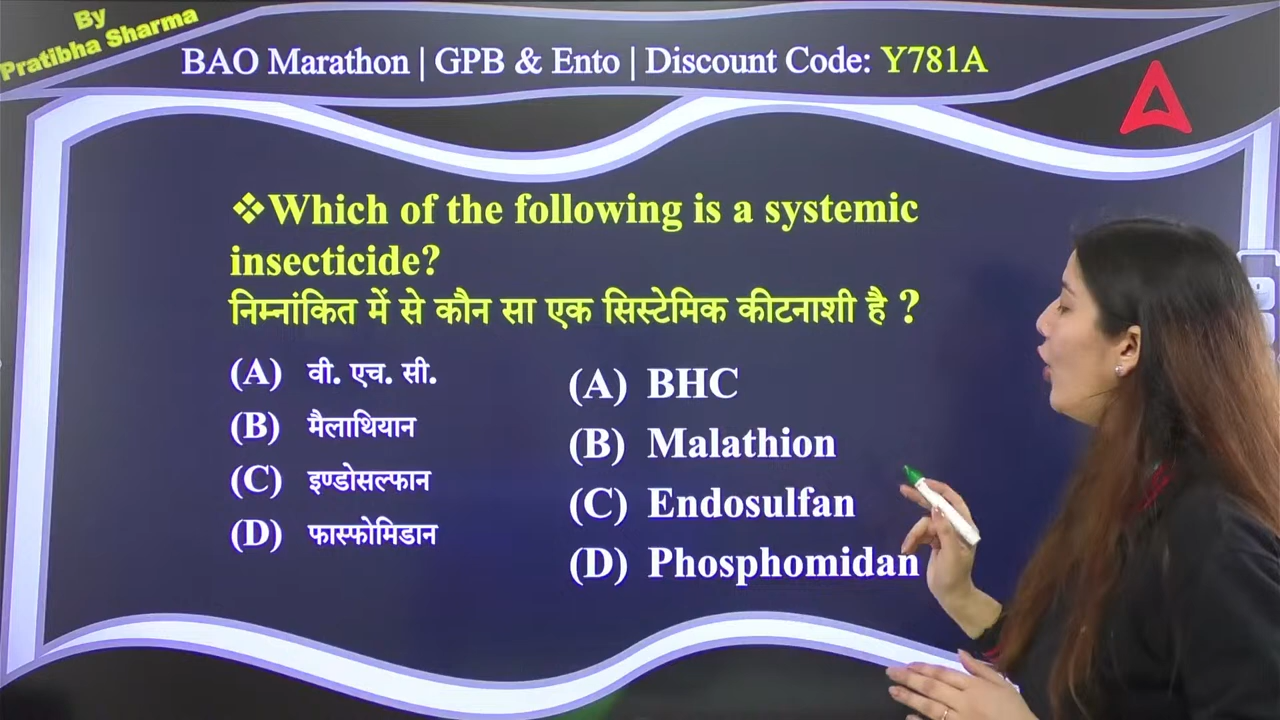 By
Pratibha Sharma
BAO Marathon | GPB & Ento | Discount Code: Y781A
❖Which of the following is a systemic
insecticide?
निम्नांकित में से कौन सा एक सिस्टेमिक कीटनाशी है ?
(A) वी. एच. सी.
(B) मैलाथियान
(C) इण्डोसल्फान
(D) फास्फोमिडान
(A) BHC
(B) Malathion
(C) Endosulfan
(D) Phosphomidan